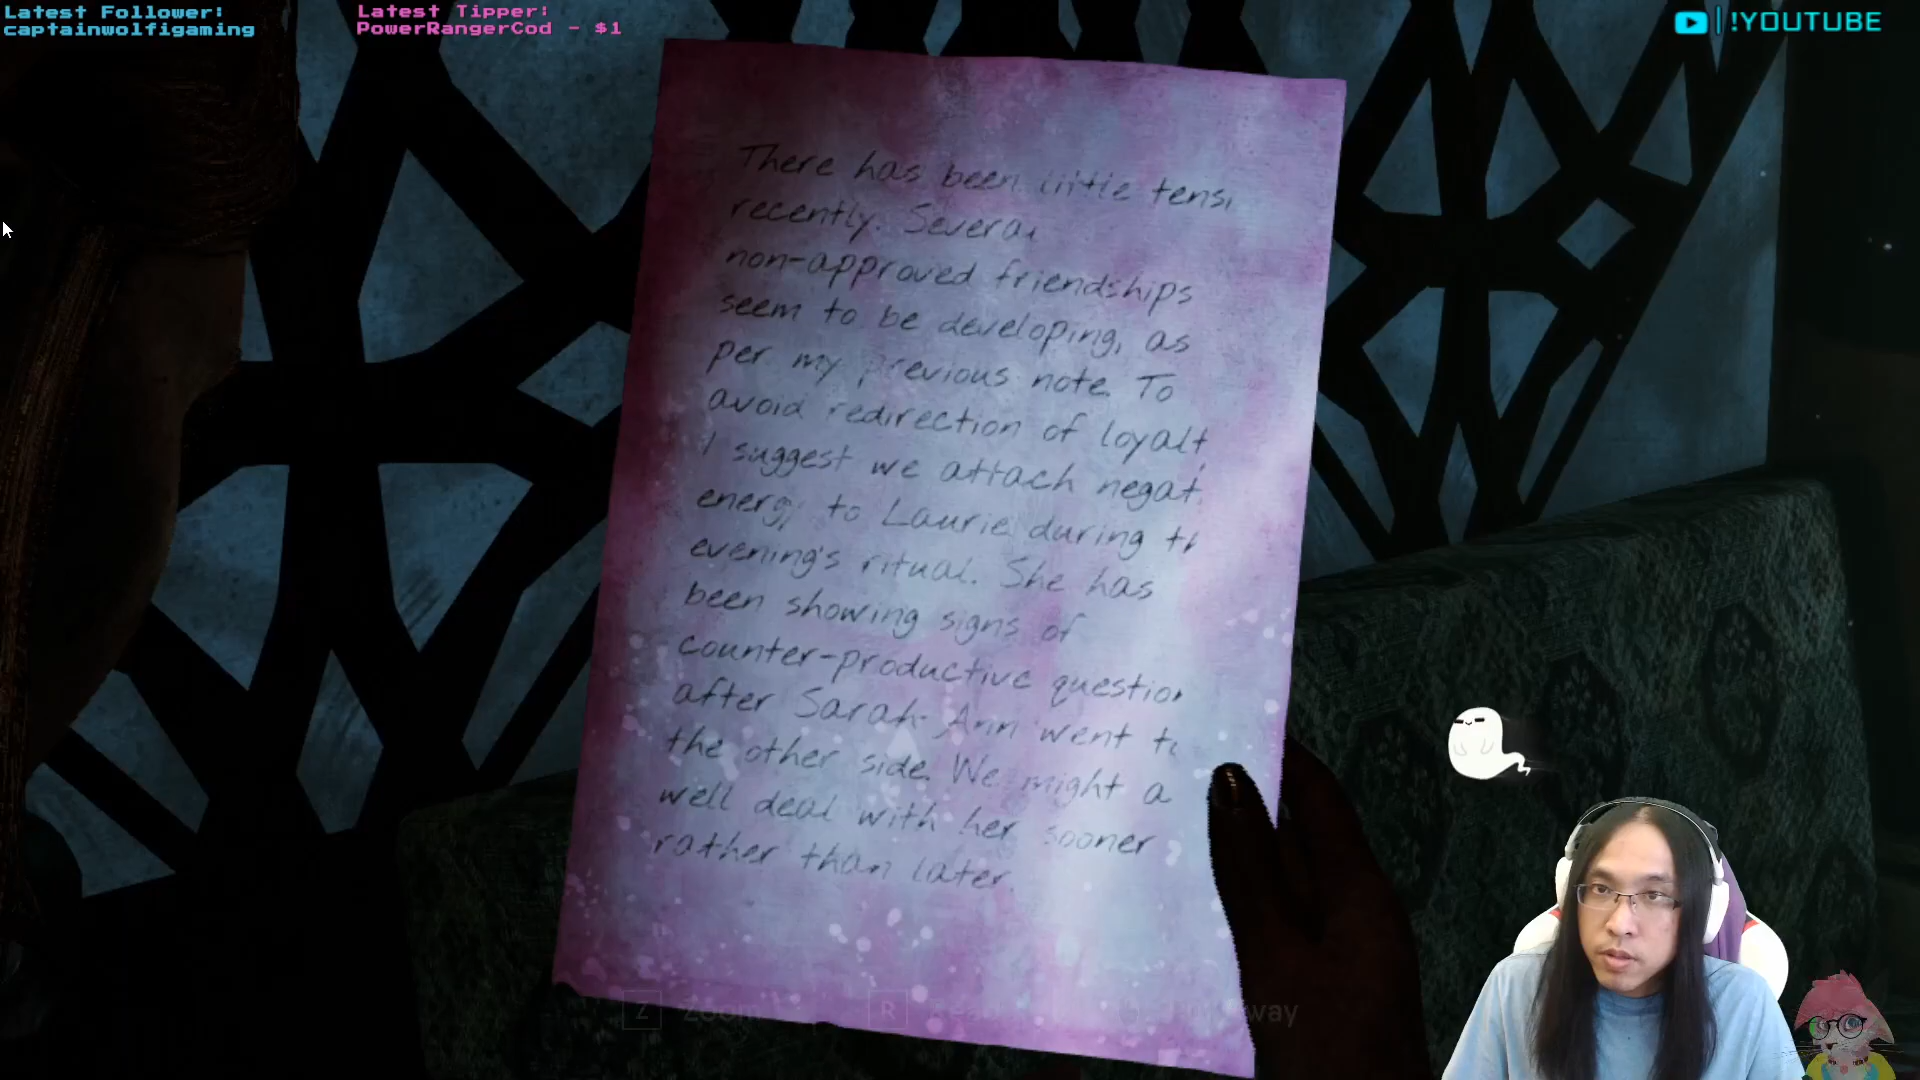 Latest Follower:
captainwolfigaming
Latest Tipper:
PowerRangerCod - $1
!YOUTUBE
There has been little tensi
recently. Several
non-approved friendships
seem to be developing, as
per my previous note. To
avoid redirection of loyalt
I suggest we attach negat
energy to Laurie during th
evening's ritual. She has
been showing signs of
counter-productive question
after Sarah-Ann went to
the other side. We might a
well deal with her sooner
rather than later.
Z Zoom R